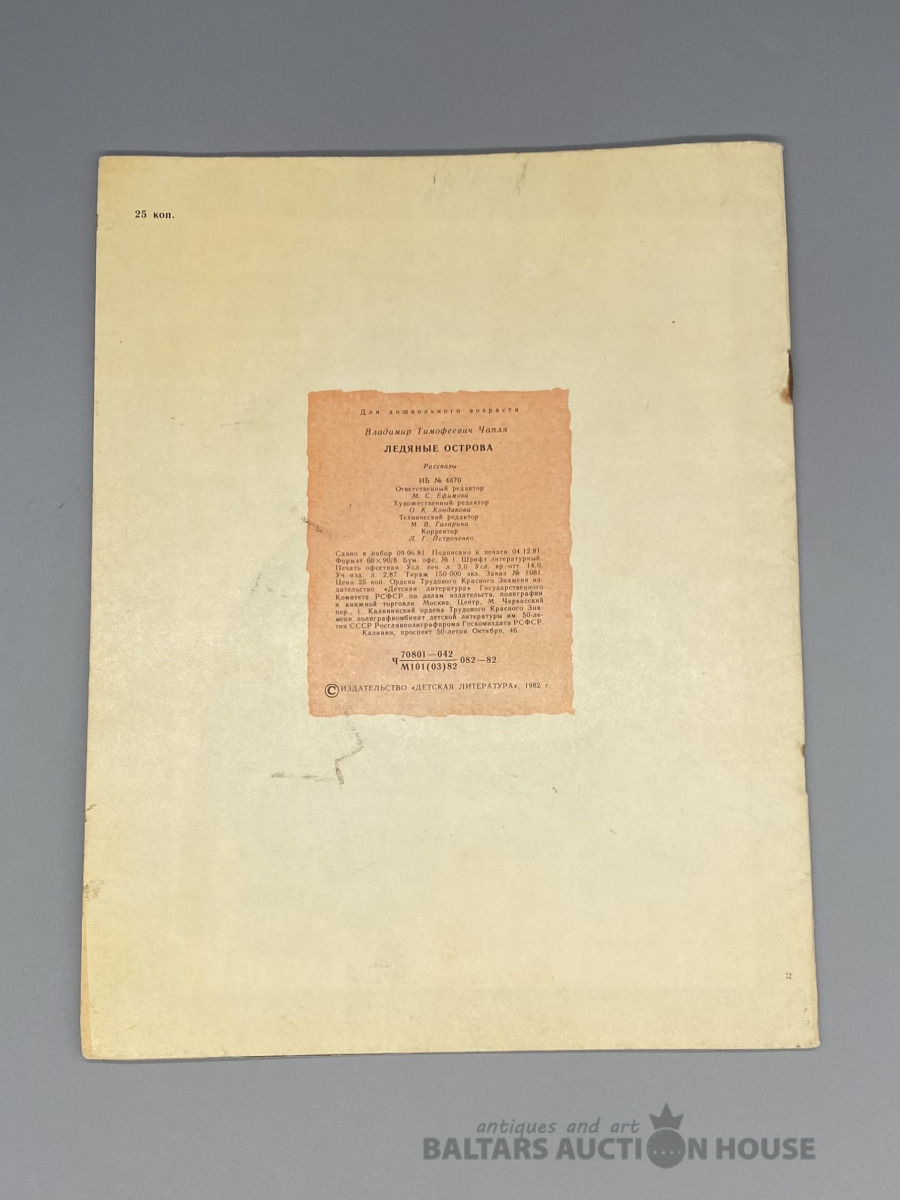 25 коп.
Для дошкольного возраста
Владимир Тимофеевич Чапля
ЛЕДЯНЫЕ ОСТРОВА
Рассказы
ИБ № 4870
Ответственный редактор
М. С. Ефимова
Художественный редактор
О. К. Кондакова
Технический редактор
М. В. Гагарина
Корректор
Л. Г. Петроченко
Сдано в набор 09.06.81. Подписано к печати 04.12.81.
Формат 60×90/8. Бум. офс. № 1. Шрифт литературный.
Печать офсетная. Усл. печ. л. 3,0. Усл. кр.-отт. 14,0.
Уч. изд. л. 2,87. Тираж 150 000 экз. Заказ № 1081.
Цена 25 коп. Ордена Трудового Красного Знамени из-
дательство «Детская литература» Государственного
Комитета РСФСР по делам издательств, полиграфии
и книжной торговли. Москва, Центр, М. Черкасский
пер., 1. Калининский ордена Трудового Красного Зна-
мени полиграфкомбинат детской литературы им. 50-ле-
тия СССР Росглавполиграфпрома Госкомиздата РСФСР.
Калинин, проспект 50-летия Октября, 46.
70801—042
Ч 082—82
М101(03)82
© ИЗДАТЕЛЬСТВО «ДЕТСКАЯ ЛИТЕРАТУРА», 1982 г.
antiques and art
BALTARS AUCTION HOUSE